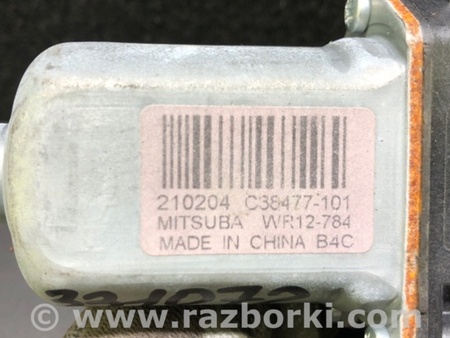 210204 C38477-101
MITSUBA WR12-784
MADE IN CHINA B4C
www.razborki.com